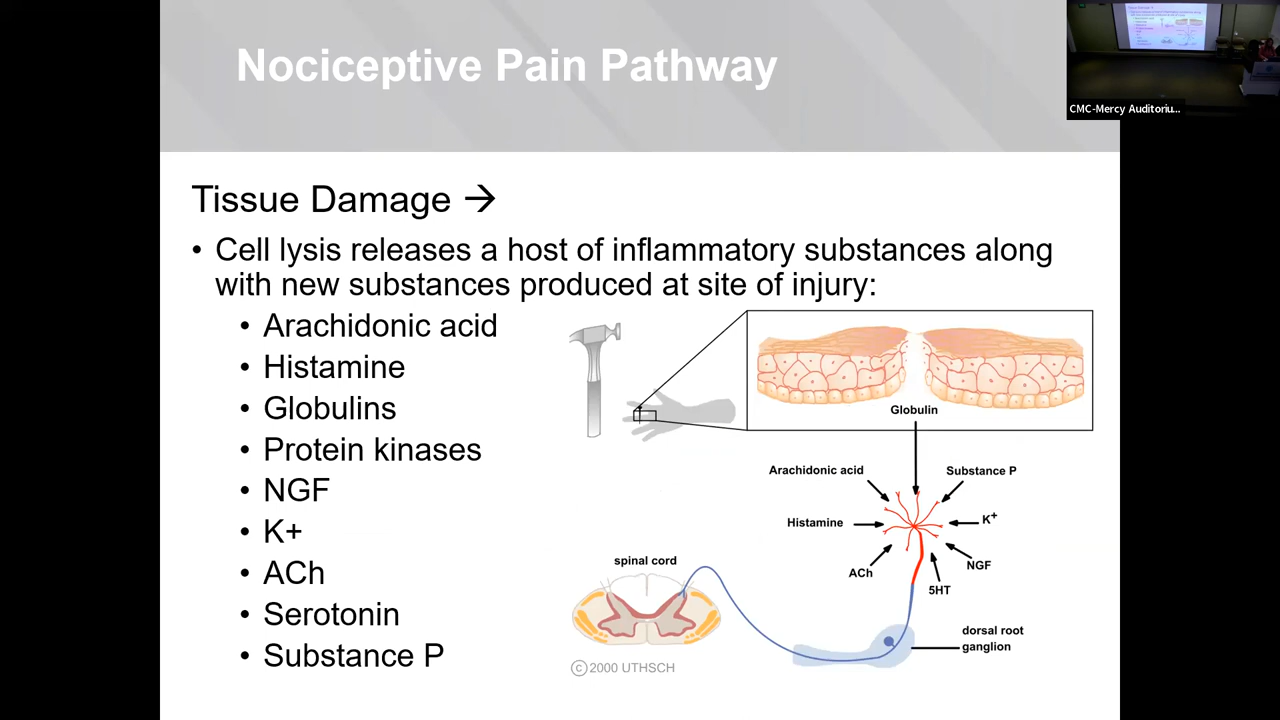 Nociceptive Pain Pathway
CMC-Mercy Auditoriu...
Tissue Damage →
• Cell lysis releases a host of inflammatory substances along
with new substances produced at site of injury:
• Arachidonic acid
• Histamine
• Globulins
• Protein kinases
• NGF
• K+
• ACh
• Serotonin
• Substance P
Globulin
Arachidonic acid
Substance P
Histamine
K+
ACh
NGF
5HT
spinal cord
dorsal root
ganglion
© 2000 UTHSCH